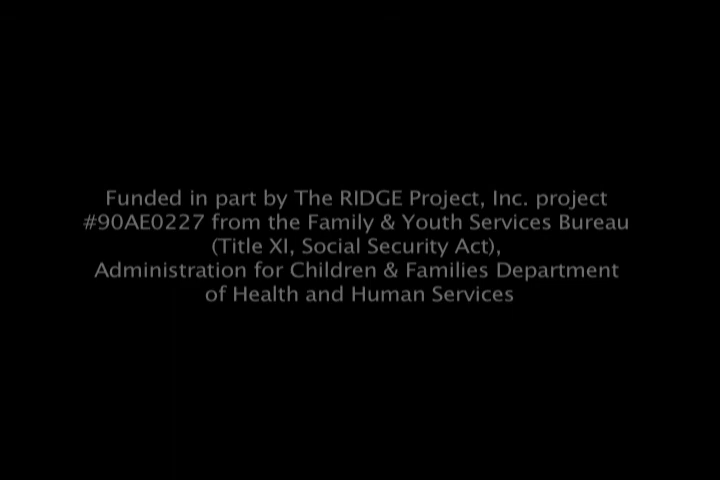 Funded in part by The RIDGE Project, Inc. project
#90AE0227 from the Family & Youth Services Bureau
(Title XI, Social Security Act),
Administration for Children & Families Department
of Health and Human Services